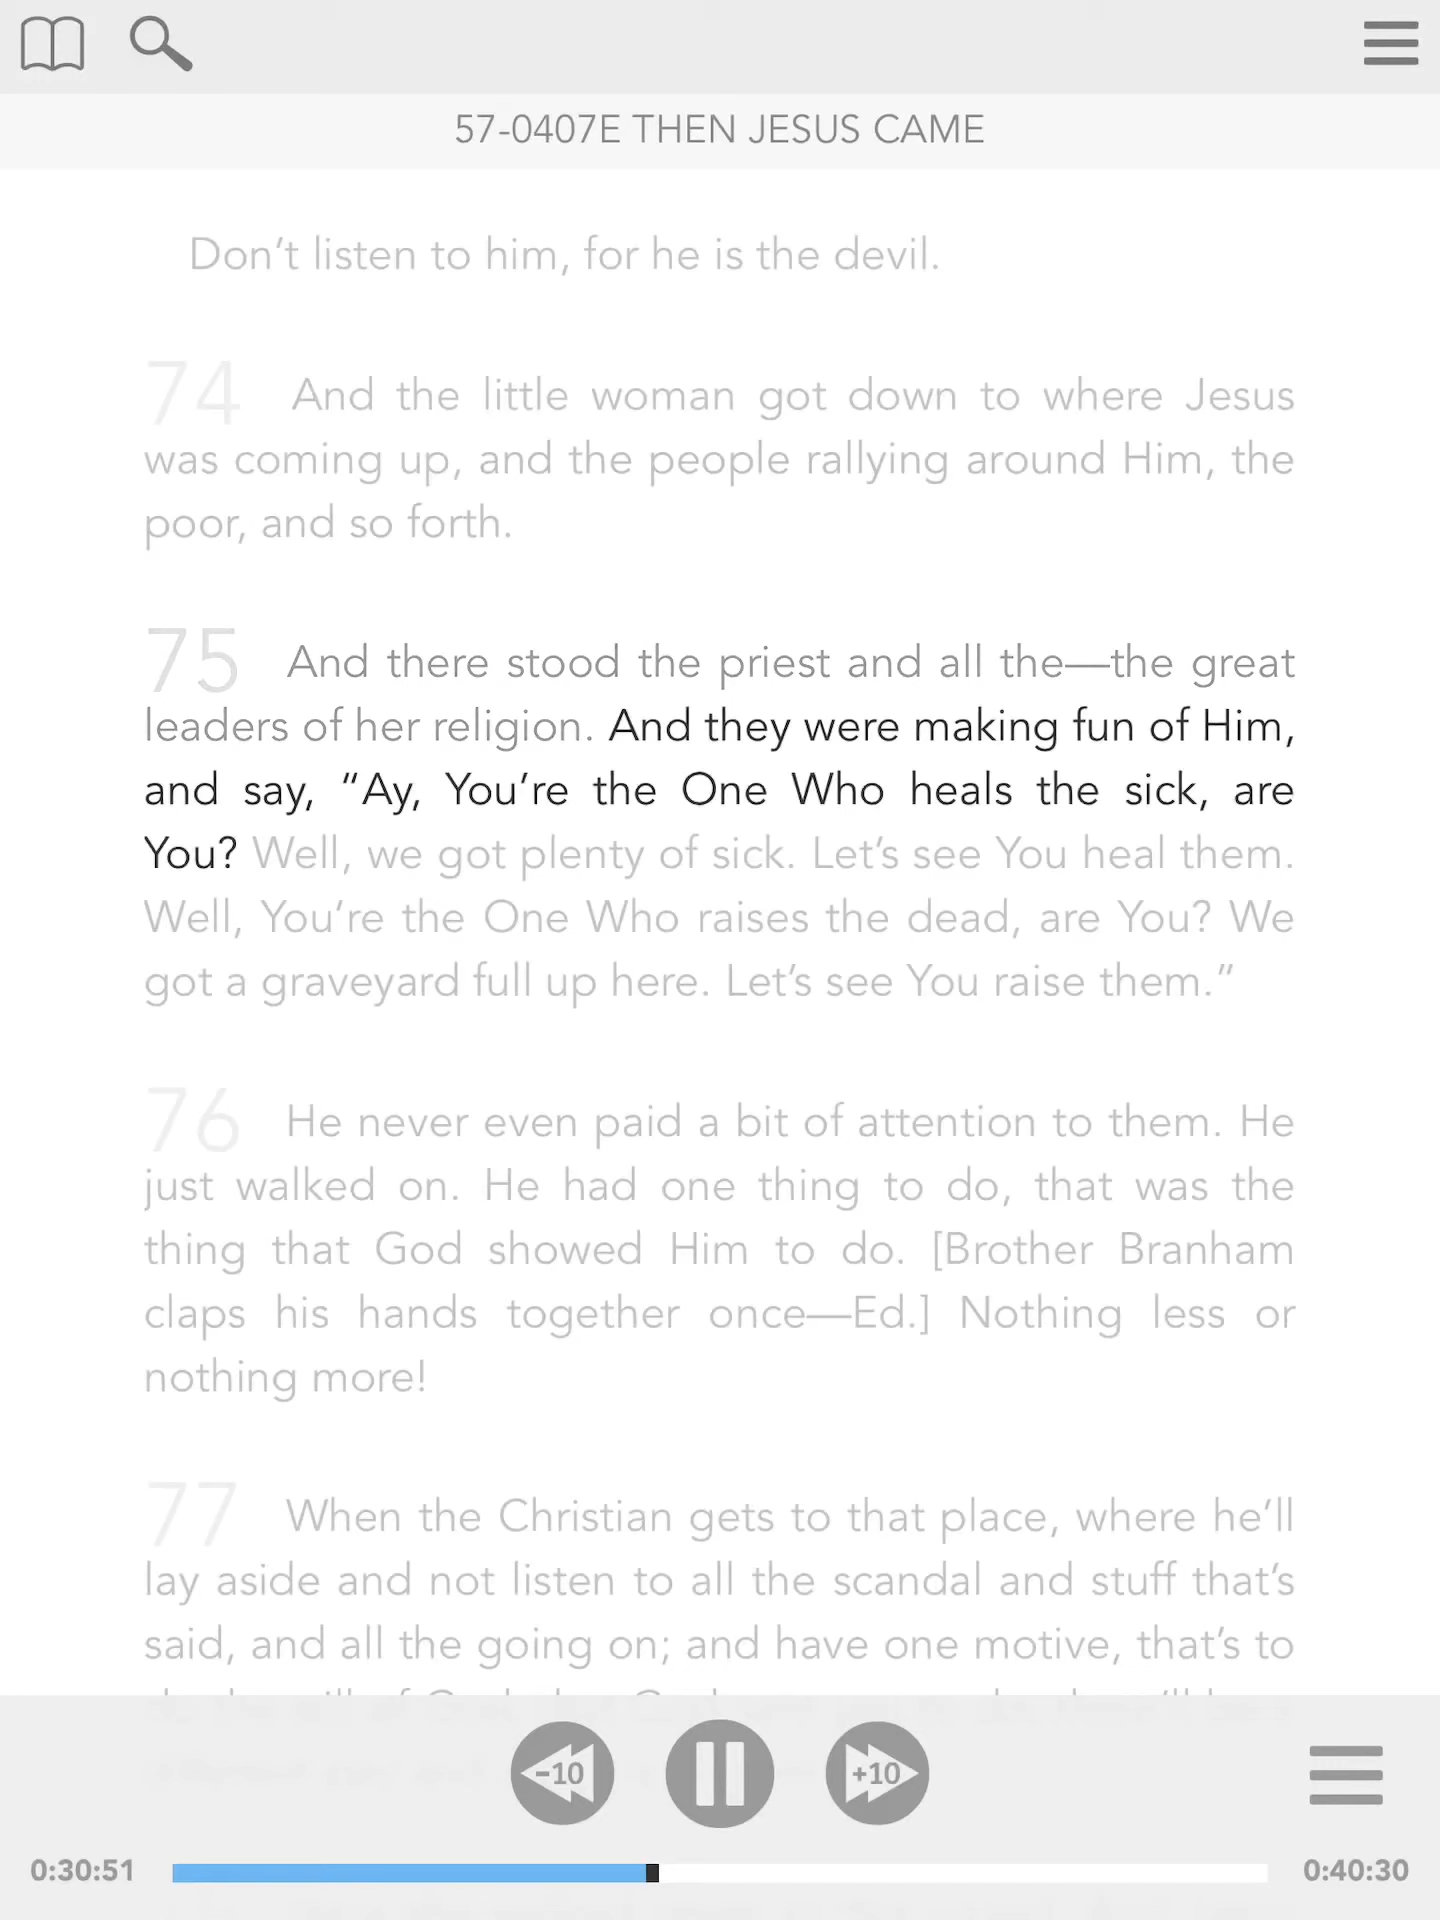 57-0407E THEN JESUS CAME
Don’t listen to him, for he is the devil.
74 And the little woman got down to where Jesus
was coming up, and the people rallying around Him, the
poor, and so forth.
75 And there stood the priest and all the—the great
leaders of her religion. And they were making fun of Him,
and say, “Ay, You’re the One Who heals the sick, are
You? Well, we got plenty of sick. Let’s see You heal them.
Well, You’re the One Who raises the dead, are You? We
got a graveyard full up here. Let’s see You raise them.”
76 He never even paid a bit of attention to them. He
just walked on. He had one thing to do, that was the
thing that God showed Him to do. [Brother Branham
claps his hands together once—Ed.] Nothing less or
nothing more!
77 When the Christian gets to that place, where he’ll
lay aside and not listen to all the scandal and stuff that’s
said, and all the going on; and have one motive, that’s to
-10 +10
0:30:51 0:40:30